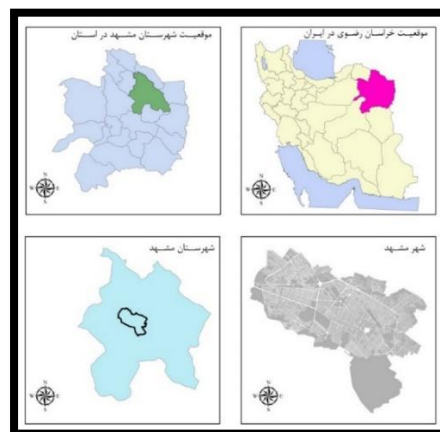 موقعیت خراسان رضوی در ایران
موقعیت شهرستان مشهد در استان
شهر مشهد
شهرستان مشهد